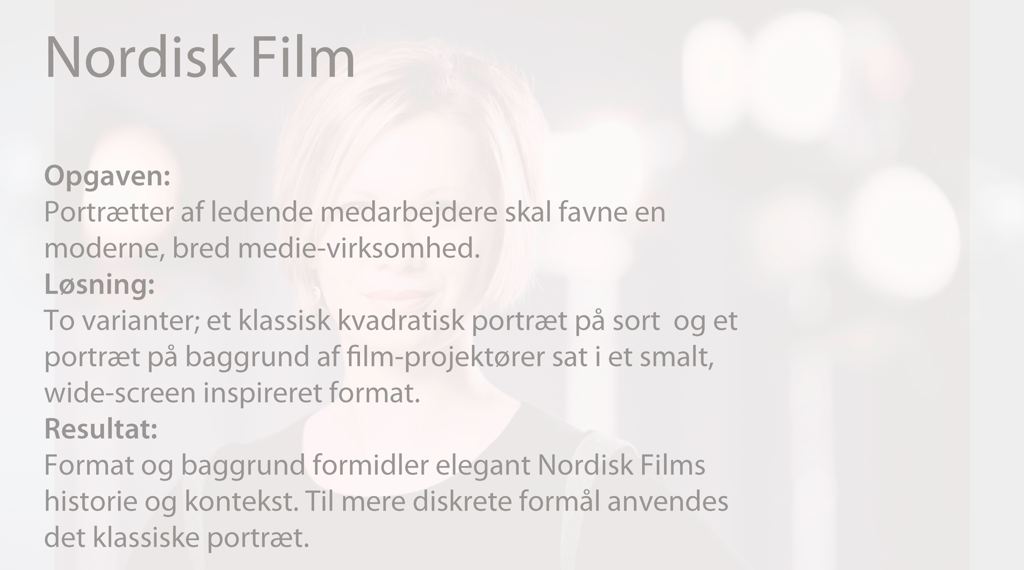 Nordisk Film
Opgaven:
Portrætter af ledende medarbejdere skal favne en
moderne, bred medie-virksomhed.
Løsning:
To varianter; et klassisk kvadratisk portræt på sort  og et
portræt på baggrund af film-projektører sat i et smalt,
wide-screen inspireret format.
Resultat:
Format og baggrund formidler elegant Nordisk Films
historie og kontekst. Til mere diskrete formål anvendes
det klassiske portræt.